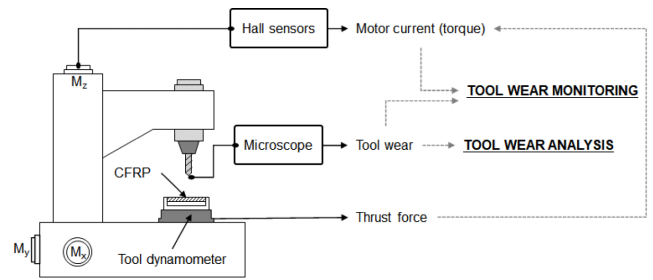 Hall sensors
Motor current (torque)
Mz
TOOL WEAR MONITORING
Microscope
Tool wear
TOOL WEAR ANALYSIS
CFRP
Thrust force
My
Mx
Tool dynamometer